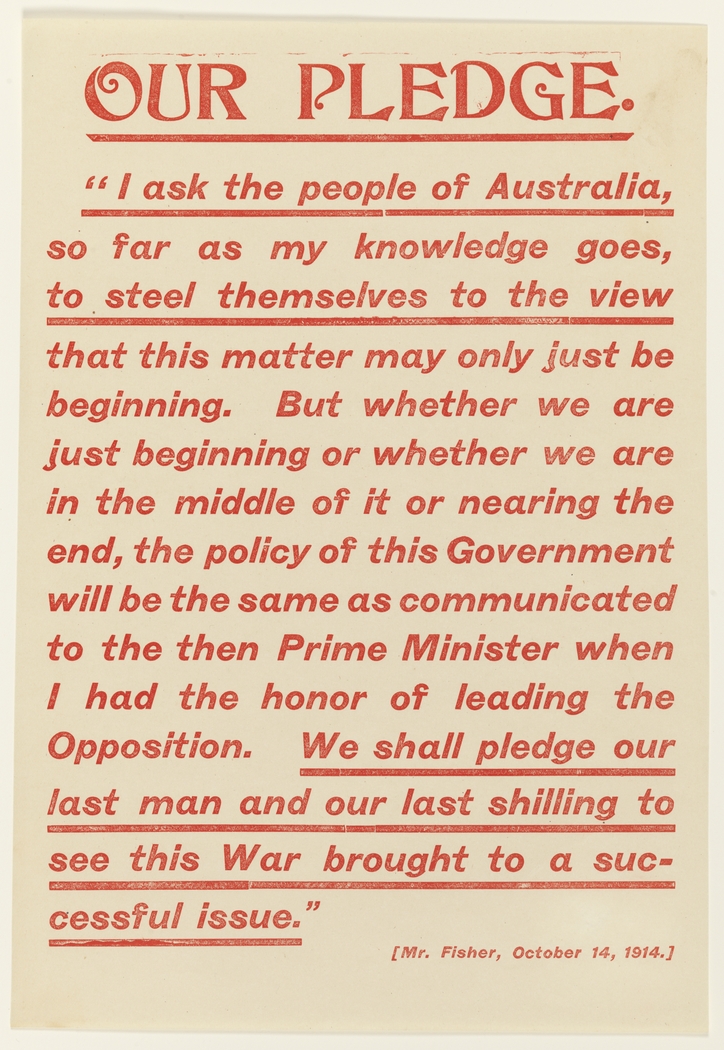 OUR PLEDGE.
“I ask the people of Australia,
so far as my knowledge goes,
to steel themselves to the view
that this matter may only just be
beginning. But whether we are
just beginning or whether we are
in the middle of it or nearing the
end, the policy of this Government
will be the same as communicated
to the then Prime Minister when
I had the honor of leading the
Opposition. We shall pledge our
last man and our last shilling to
see this War brought to a suc-
cessful issue.”
[Mr. Fisher, October 14, 1914.]